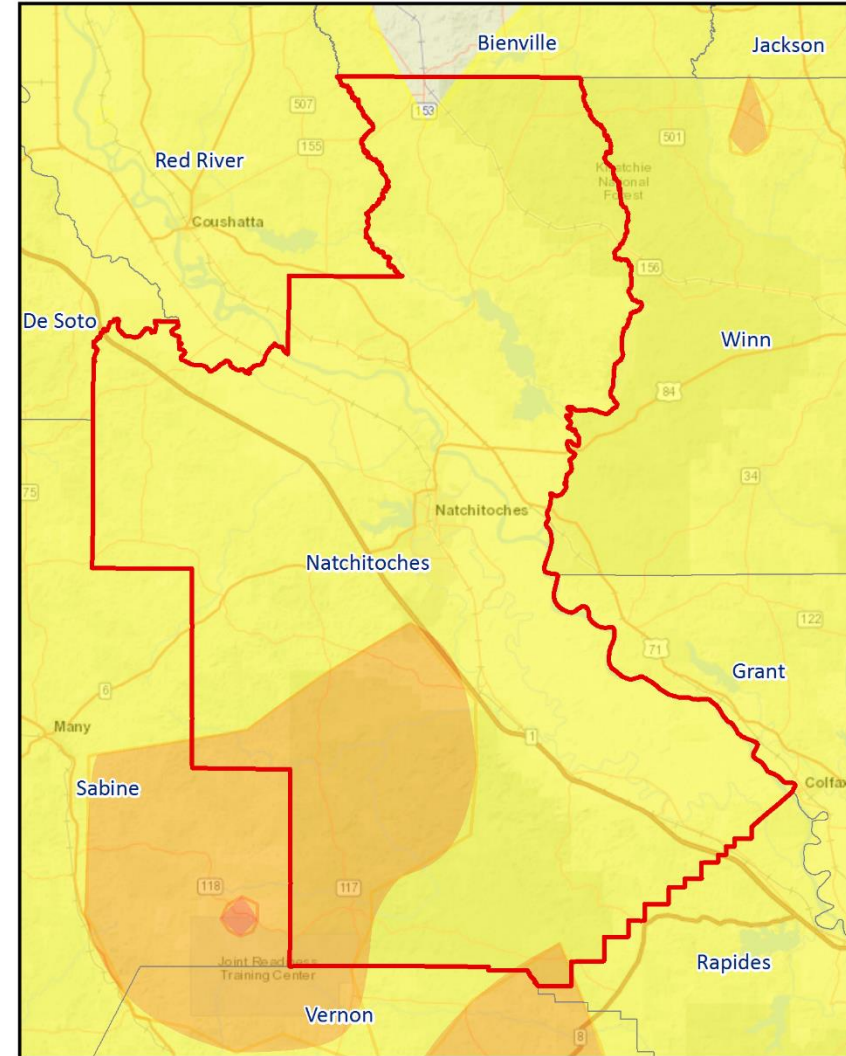 Bienville
Jackson
507
153
155
501
Red River
Kisatchie
National
Forest
Coushatta
156
De Soto
Winn
84
75
34
Natchitoches
Natchitoches
122
71
Grant
6
Many
1
Colfax
Sabine
118
117
Joint Readiness
Training Center
Rapides
Vernon
8